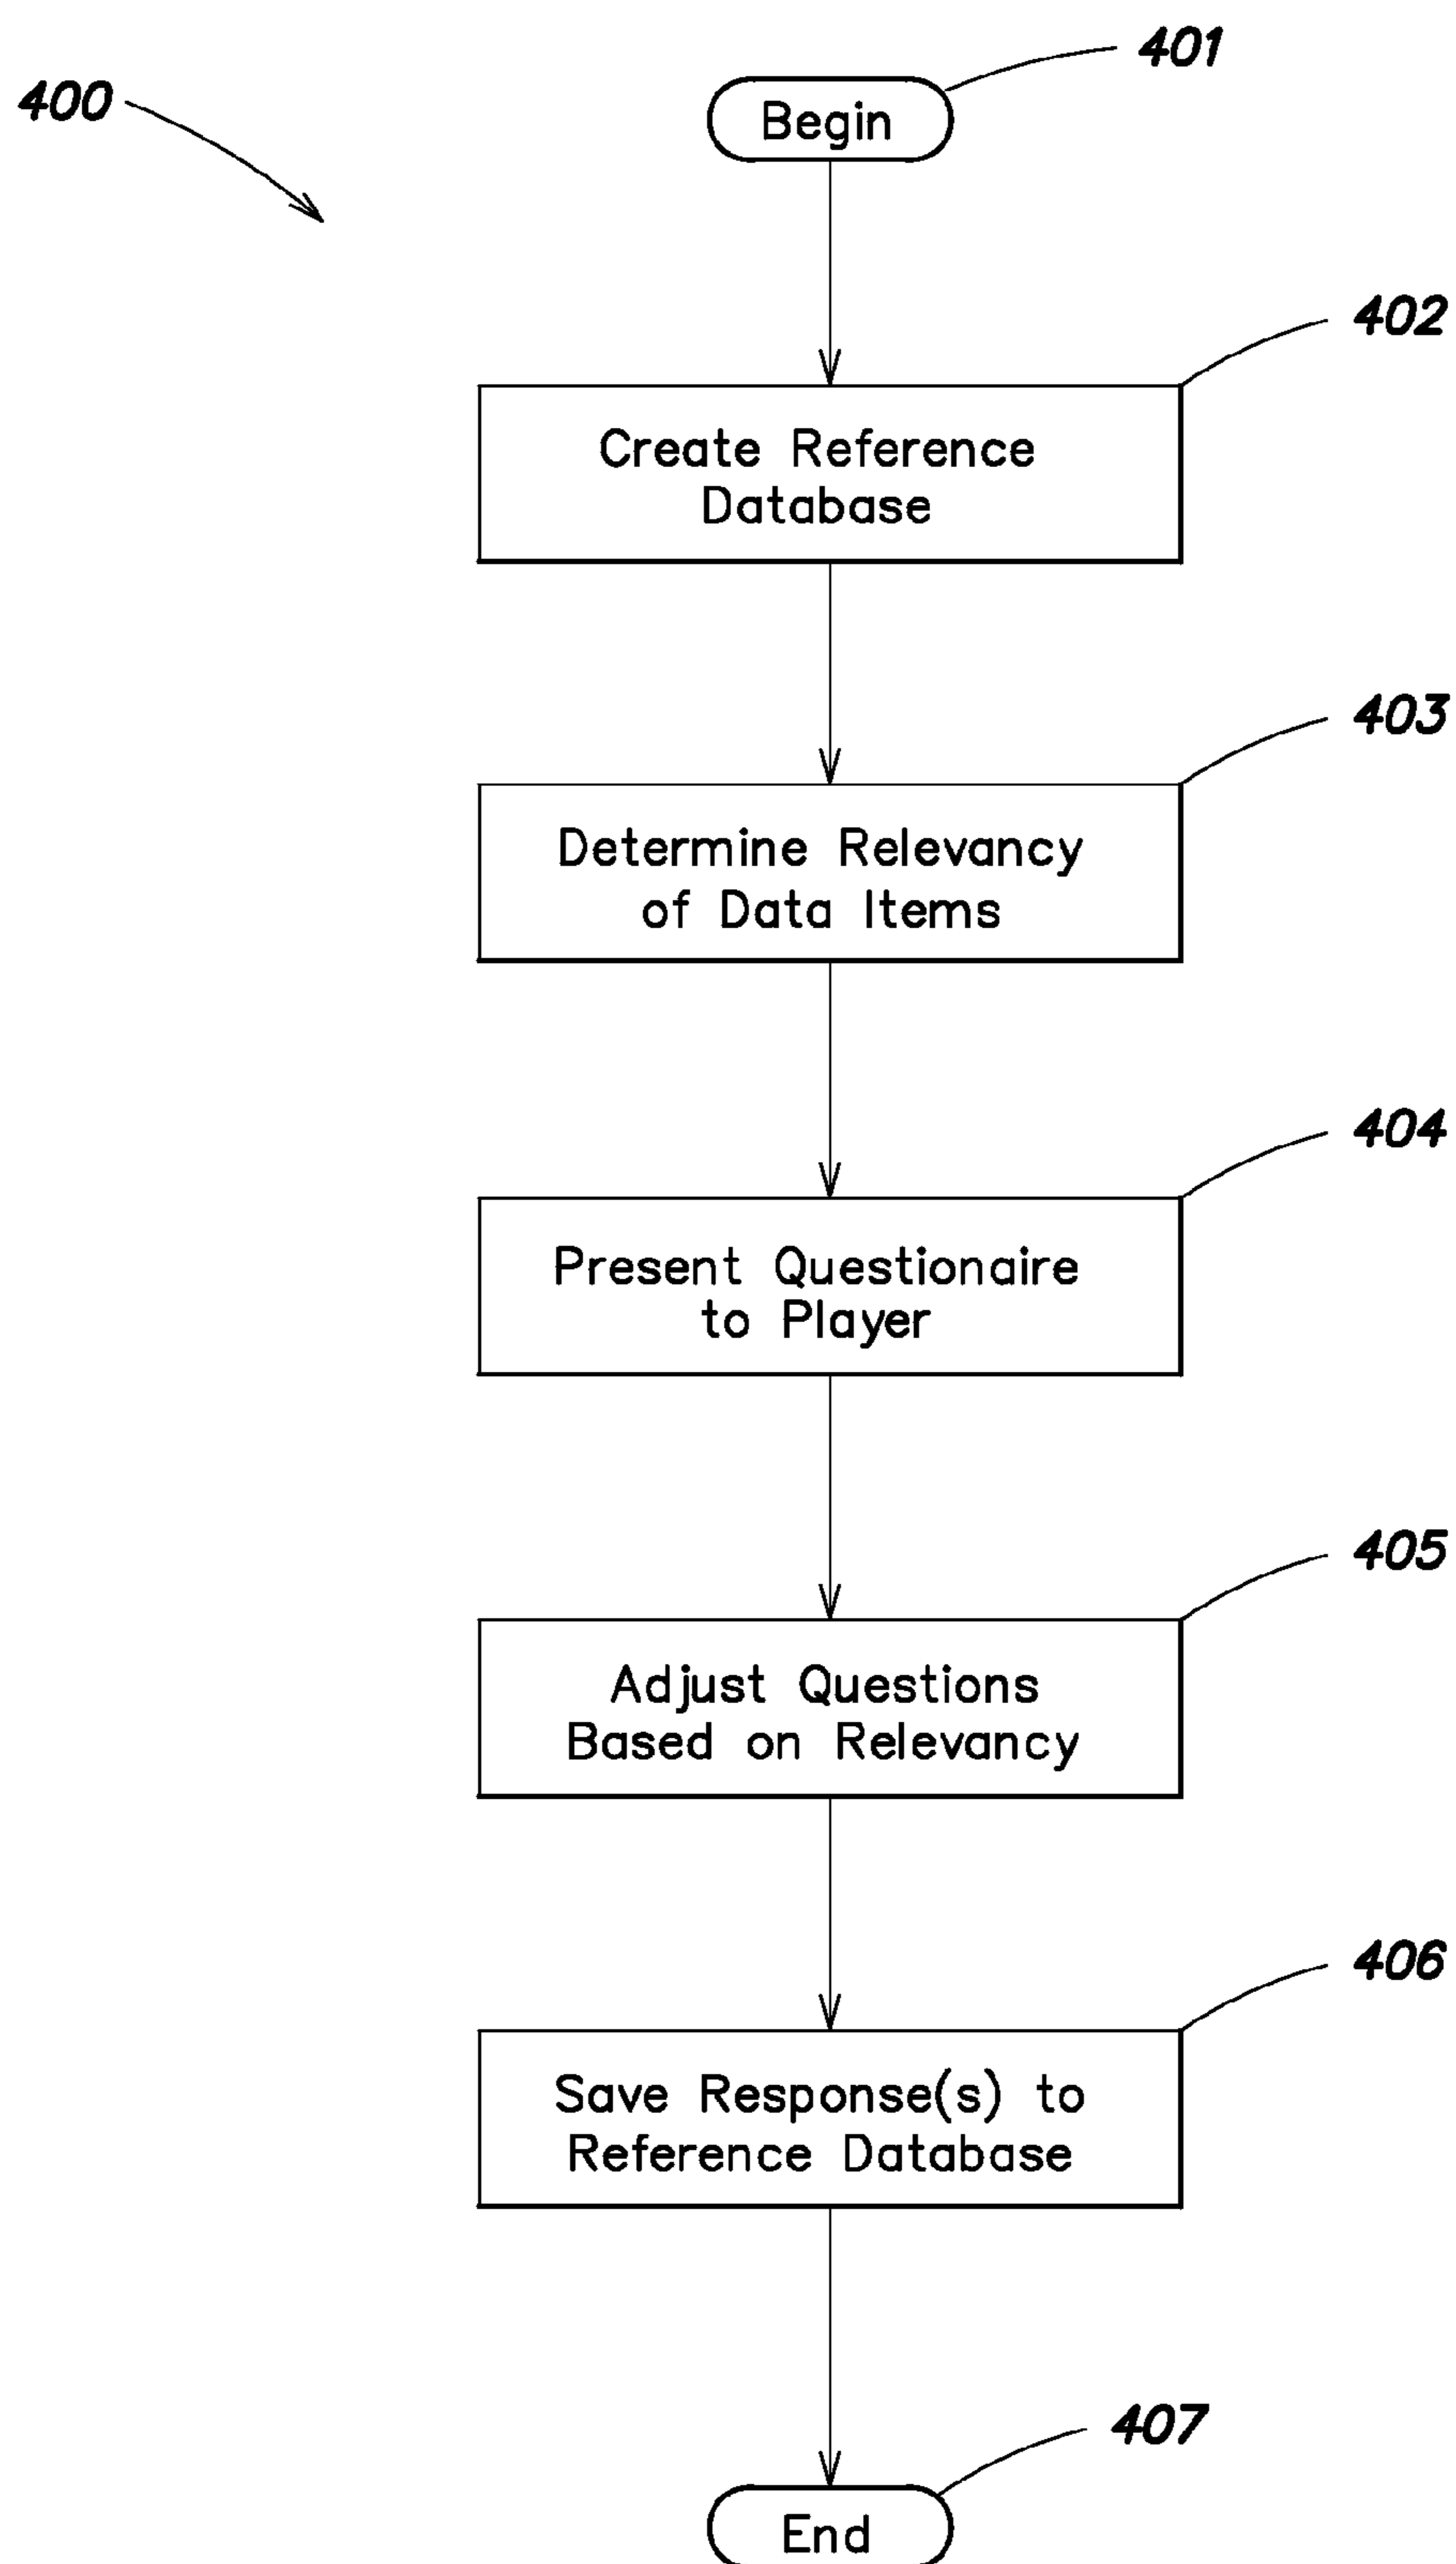 401
400
Begin
402
Create Reference
Database
403
Determine Relevancy
of Data Items
404
Present Questionaire
to Player
405
Adjust Questions
Based on Relevancy
406
Save Response(s) to
Reference Database
407
End